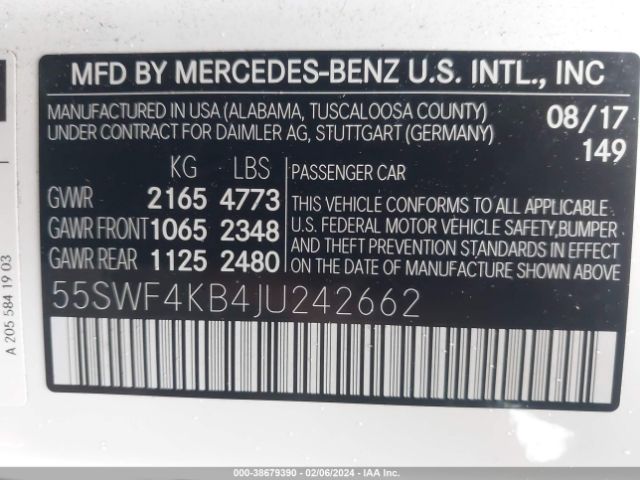 MFD BY MERCEDES-BENZ U.S. INTL., INC
MANUFACTURED IN USA (ALABAMA, TUSCALOOSA COUNTY)
UNDER CONTRACT FOR DAIMLER AG, STUTTGART (GERMANY)
08/17
149
KG LBS
GVWR 2165 4773
GAWR FRONT 1065 2348
GAWR REAR 1125 2480
PASSENGER CAR
THIS VEHICLE CONFORMS TO ALL APPLICABLE
U.S. FEDERAL MOTOR VEHICLE SAFETY,BUMPER
AND THEFT PREVENTION STANDARDS IN EFFECT
ON THE DATE OF MANUFACTURE SHOWN ABOVE.
55SWF4KB4JU242662
A 205 584 19 03
000-38679390 - 02/06/2024 - IAA, LLC